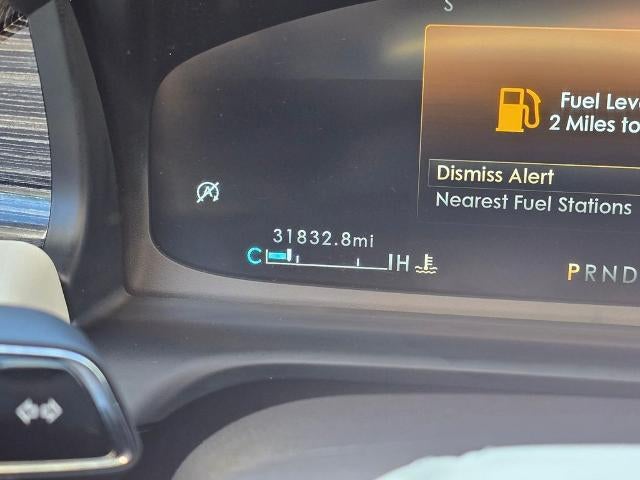 S
Fuel Leve
2 Miles to
Dismiss Alert
Nearest Fuel Stations
A
31832.8mi
C H
PRND